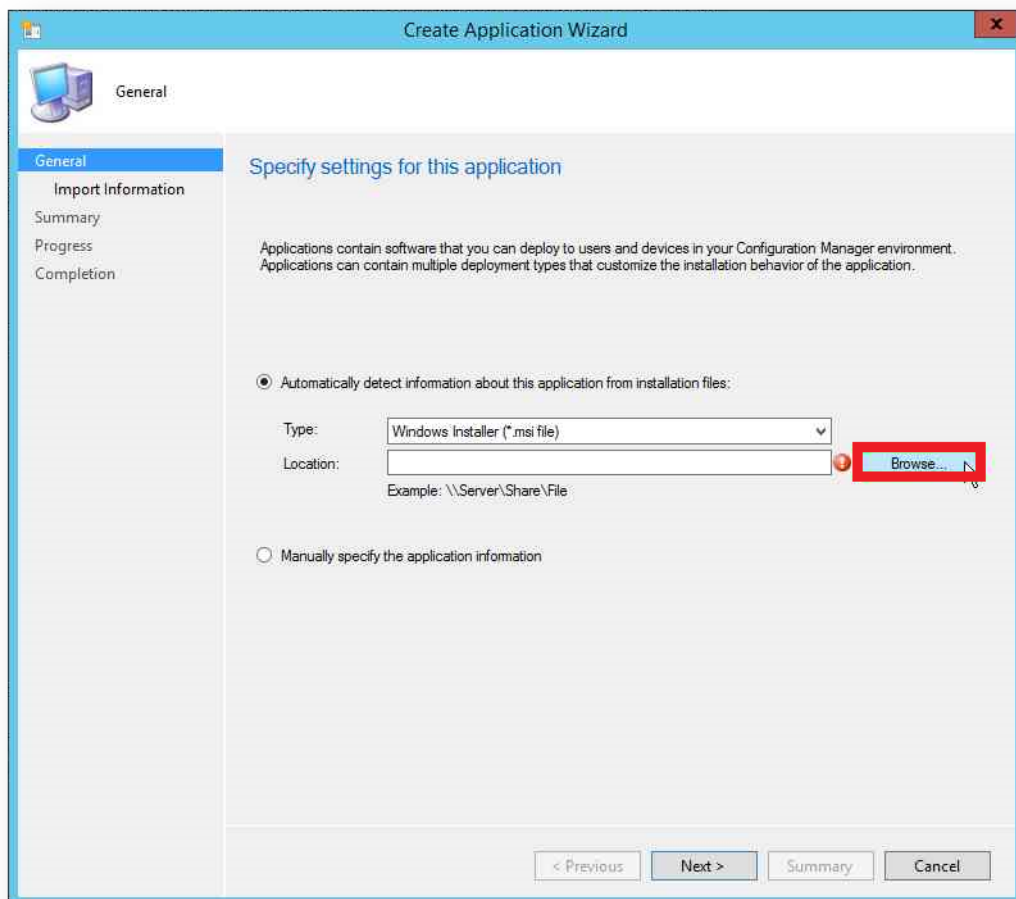 Create Application Wizard
x
General
General
Import Information
Summary
Progress
Completion
Specify settings for this application
Applications contain software that you can deploy to users and devices in your Configuration Manager environment.
Applications can contain multiple deployment types that customize the installation behavior of the application.
Automatically detect information about this application from installation files:
Type: Windows Installer (*.msi file)
Location: Browse...
Example: \\Server\Share\File
Manually specify the application information
< Previous Next > Summary Cancel